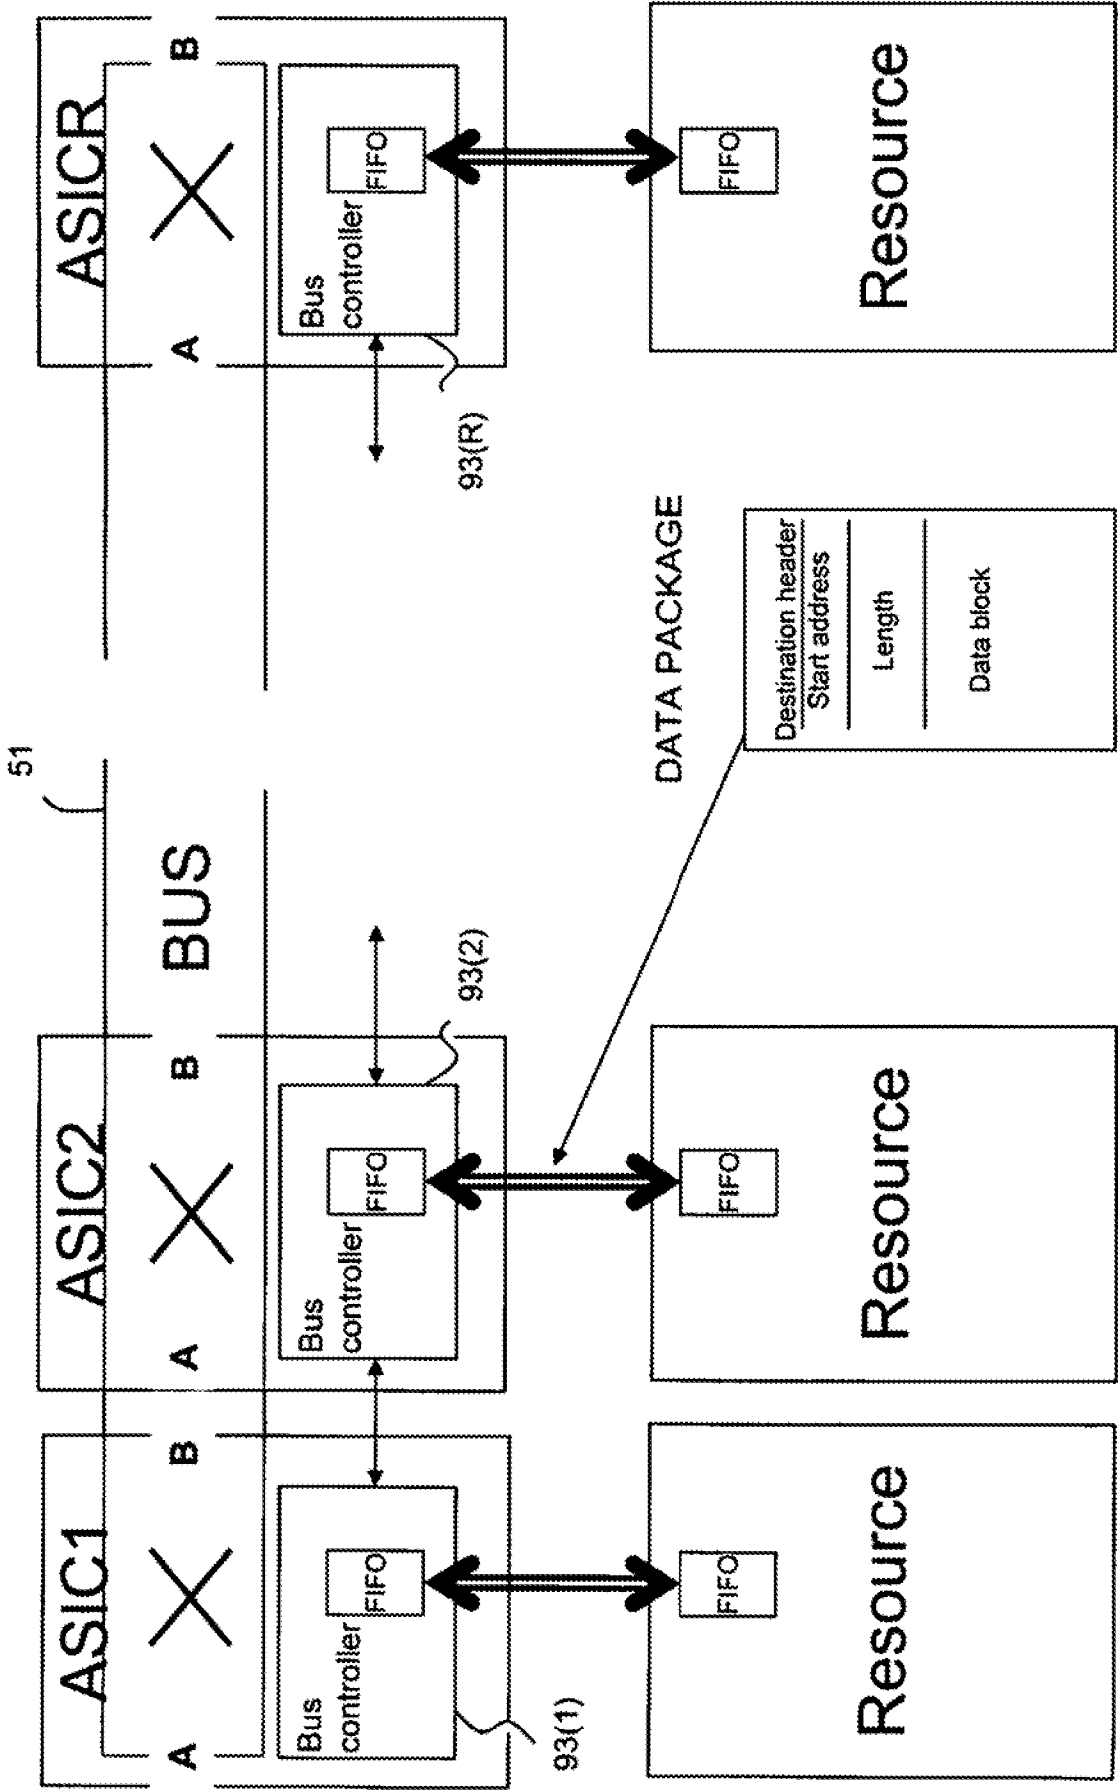 ASIC1
A
B
Bus
controller
FIFO
93(1)
FIFO
Resource
ASIC2
A
B
Bus
controller
FIFO
93(2)
FIFO
Resource
BUS
51
DATA PACKAGE
Destination header
Start address
Length
Data block
ASICR
A
B
Bus
controller
FIFO
93(R)
FIFO
Resource